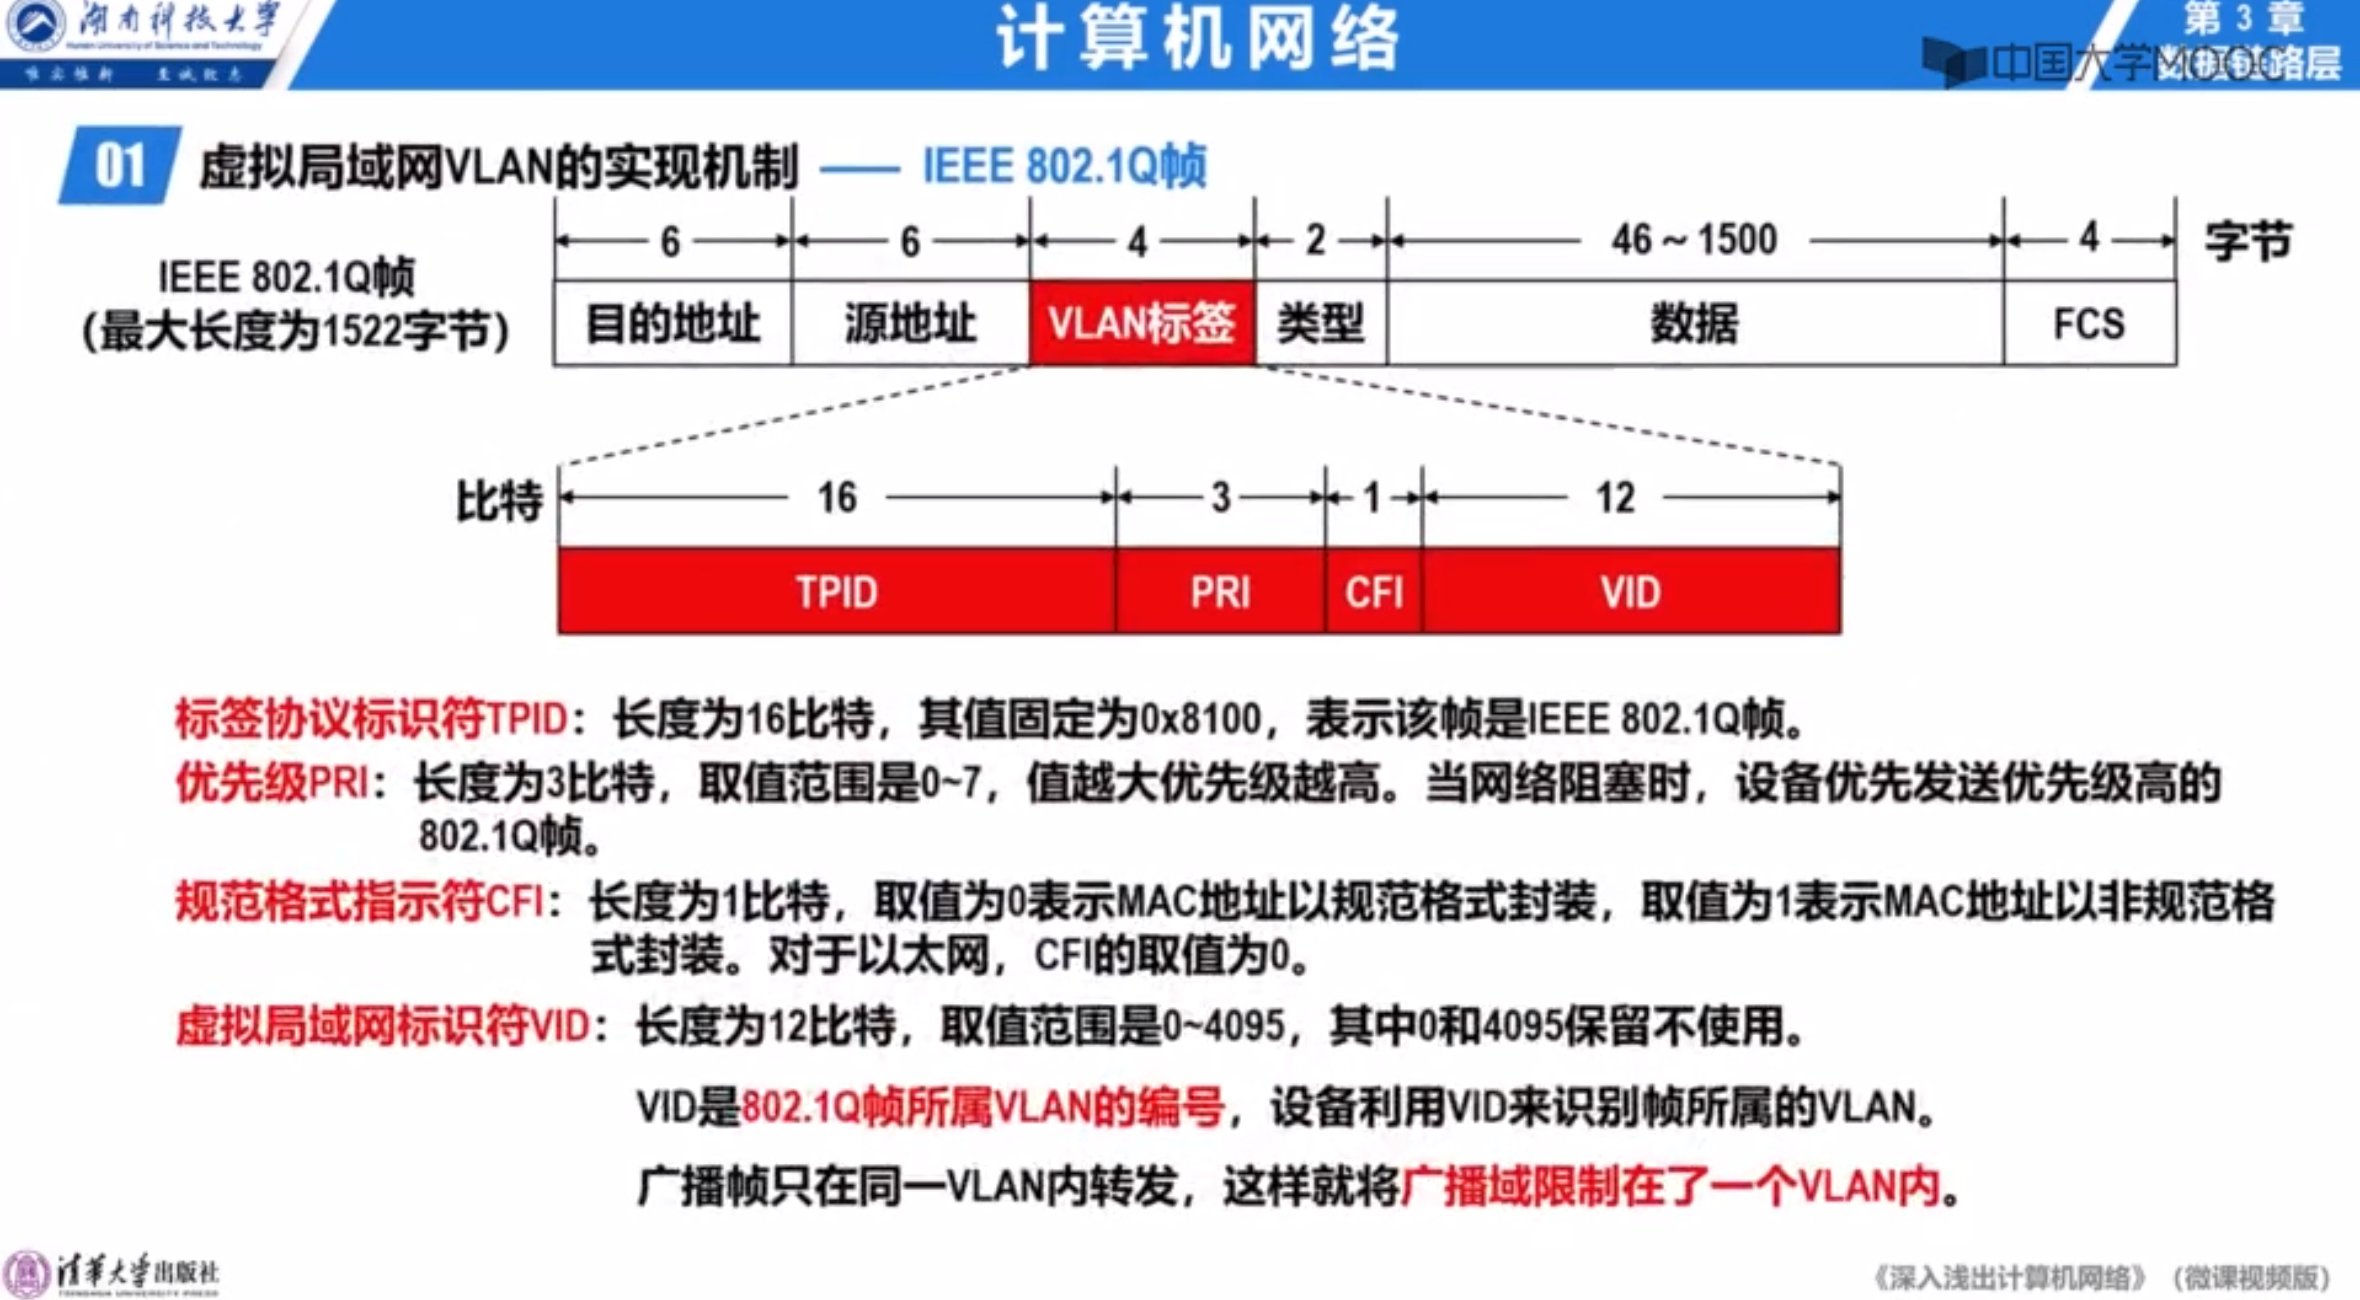 湖南科技大学
Hunan University of Science and Technology
唯实惟新 至诚致志
计算机网络
第 3 章
数据链路层
中国大学MOOC
01
虚拟局域网VLAN的实现机制 —— IEEE 802.1Q帧
6 6 4 2 46～1500 4 字节
IEEE 802.1Q帧
(最大长度为1522字节)
目的地址 源地址 VLAN标签 类型 数据 FCS
比特 16 3 1 12
TPID PRI CFI VID
标签协议标识符TPID：长度为16比特，其值固定为0x8100，表示该帧是IEEE 802.1Q帧。
优先级PRI：长度为3比特，取值范围是0~7，值越大优先级越高。当网络阻塞时，设备优先发送优先级高的
802.1Q帧。
规范格式指示符CFI：长度为1比特，取值为0表示MAC地址以规范格式封装，取值为1表示MAC地址以非规范格
式封装。对于以太网，CFI的取值为0。
虚拟局域网标识符VID：长度为12比特，取值范围是0~4095，其中0和4095保留不使用。
VID是802.1Q帧所属VLAN的编号，设备利用VID来识别帧所属的VLAN。
广播帧只在同一VLAN内转发，这样就将广播域限制在了一个VLAN内。
清华大学出版社
TSINGHUA UNIVERSITY PRESS
《深入浅出计算机网络》（微课视频版）